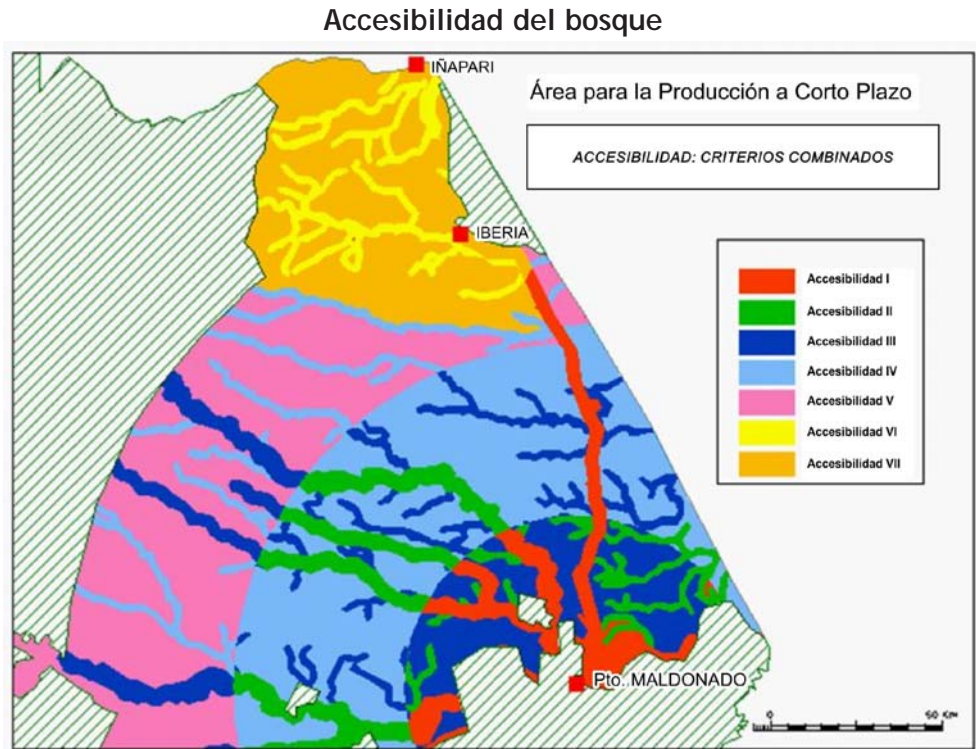 Accesibilidad del bosque
IÑAPARI
Área para la Producción a Corto Plazo
ACCESIBILIDAD: CRITERIOS COMBINADOS
IBERIA
Accesibilidad I
Accesibilidad II
Accesibilidad III
Accesibilidad IV
Accesibilidad V
Accesibilidad VI
Accesibilidad VII
Pto. MALDONADO
0 50 Km